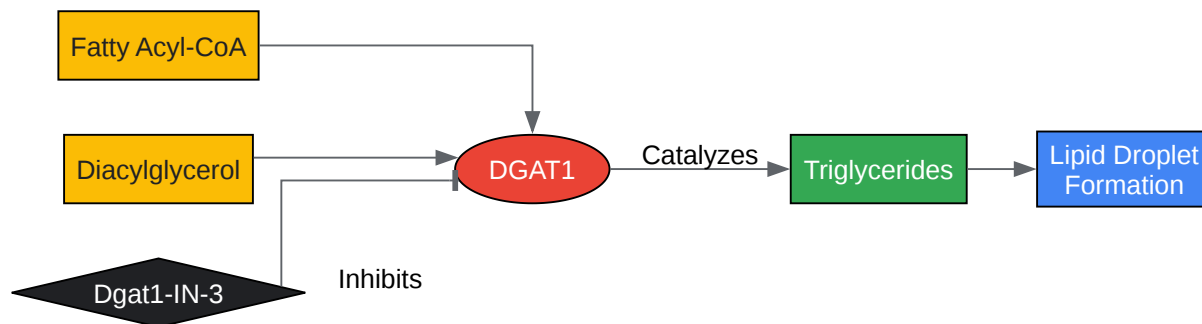 Fatty Acyl-CoA
Diacylglycerol
DGAT1
Catalyzes
Triglycerides
Lipid Droplet
Formation
Dgat1-IN-3
Inhibits